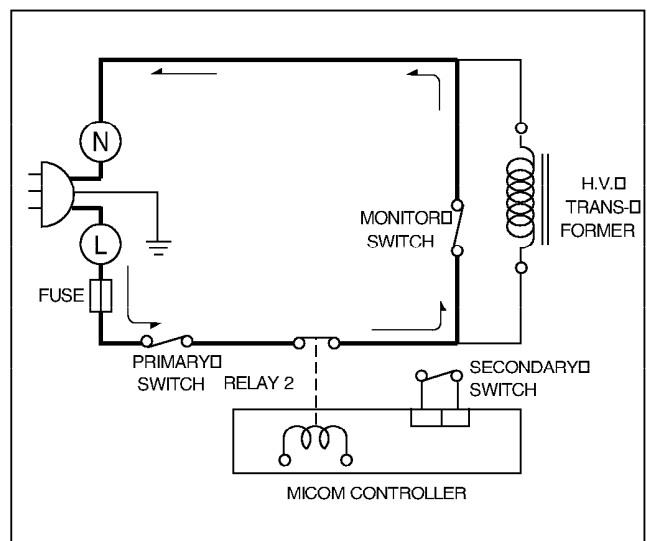 N
L
FUSE
MONITOR□
SWITCH
H.V.□
TRANS-□
FORMER
PRIMARY□
SWITCH
RELAY 2
SECONDARY□
SWITCH
MICOM CONTROLLER